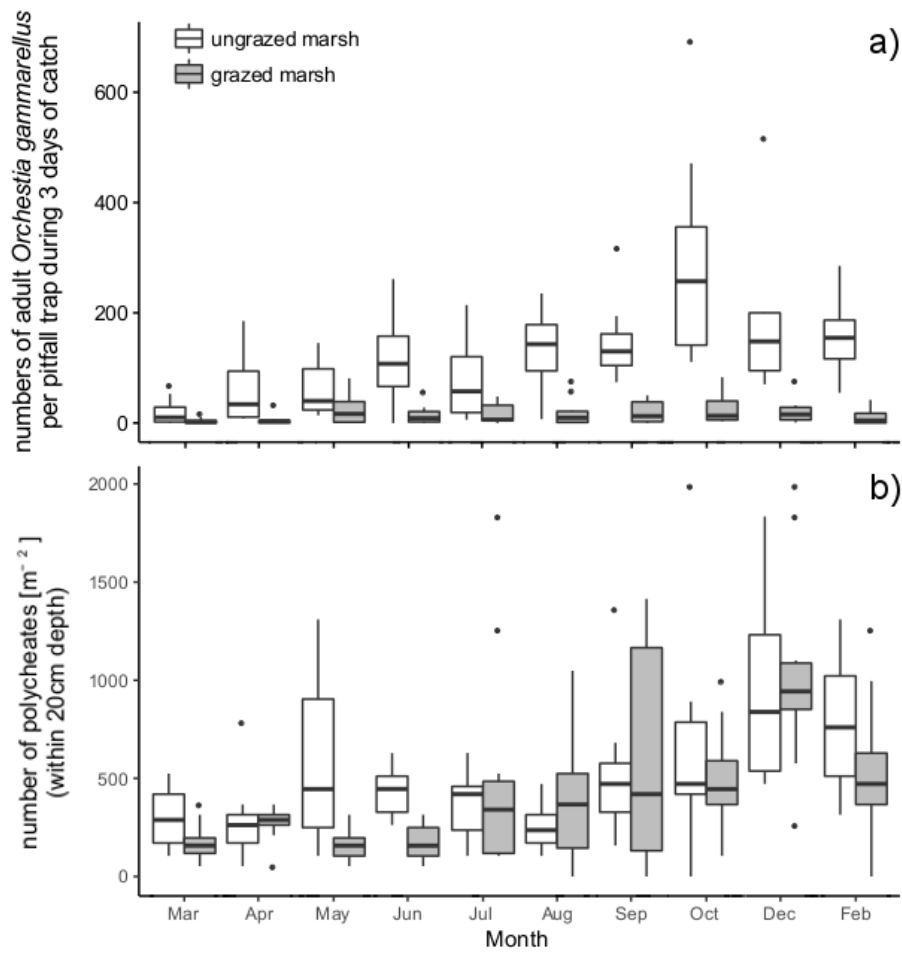 a)
ungrazed marsh
grazed marsh
numbers of adult Orchestia gammarellus
per pitfall trap during 3 days of catch
600
400
200
0
b)
number of polycheates [m⁻²]
(within 20cm depth)
2000
1500
1000
500
0
Mar Apr May Jun Jul Aug Sep Oct Dec Feb
Month